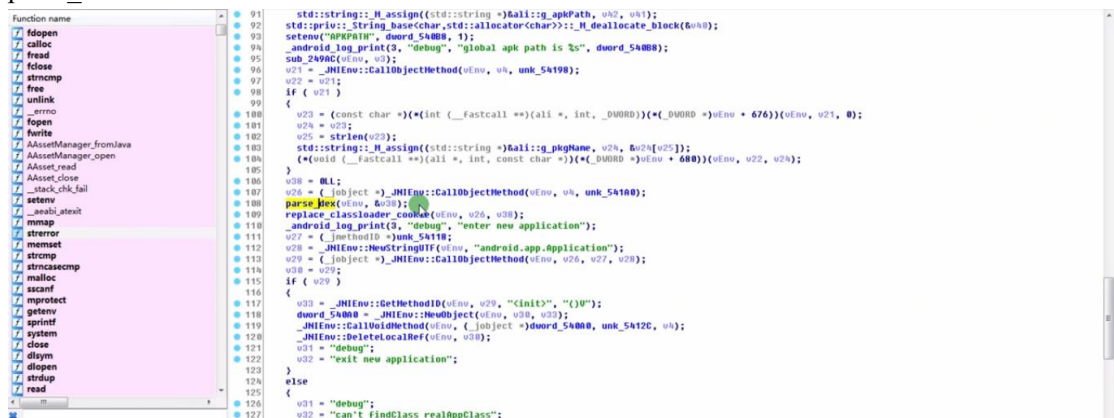 Function name
fdopen
calloc
fread
fclose
strncmp
free
unlink
__errno
fopen
fwrite
AAssetManager_fromJava
AAssetManager_open
AAsset_read
AAsset_close
__stack_chk_fail
setenv
__aeabi_atexit
mmap
strerror
memset
strcmp
strncasecmp
malloc
sscanf
mprotect
getenv
sprintf
system
close
dlsym
dlopen
strdup
read
91 std::string::_M_assign((std::string *)&ali::g_apkPath, v42, v41);
92 std::priv::_String_base<char,std::allocator<char>>::_M_deallocate_block(&v40);
93 setenv("APKPATH", dword_540B8, 1);
94 _android_log_print(3, "debug", "global apk path is %s", dword_540B8);
95 sub_249AC(vEnv, v3);
96 v21 = _JNIEnv::CallObjectMethod(vEnv, v4, unk_54198);
97 v22 = v21;
98 if ( v21 )
99 {
100 v23 = (const char *)(*(int (__fastcall **)(ali *, int, _DWORD))(*(_DWORD *)vEnv + 676))(vEnv, v21, 0);
101 v24 = v23;
102 v25 = strlen(v23);
103 std::string::_M_assign((std::string *)&ali::g_pkgName, v24, &v24[v25]);
104 (*(void (__fastcall **)(ali *, int, const char *))(*(_DWORD *)vEnv + 680))(vEnv, v22, v24);
105 }
106 v38 = 0LL;
107 v26 = (_jobject *)_JNIEnv::CallObjectMethod(vEnv, v4, unk_541A0);
108 parse_dex(vEnv, &v38);
109 replace_classloader_cookie(vEnv, v26, v38);
110 _android_log_print(3, "debug", "enter new application");
111 v27 = (_jmethodID *)unk_54118;
112 v28 = _JNIEnv::NewStringUTF(vEnv, "android.app.Application");
113 v29 = (_jobject *)_JNIEnv::CallObjectMethod(vEnv, v26, v27, v28);
114 v30 = v29;
115 if ( v29 )
116 {
117 v33 = _JNIEnv::GetMethodID(vEnv, v29, "<init>", "()V");
118 dword_540A0 = _JNIEnv::NewObject(vEnv, v30, v33);
119 _JNIEnv::CallVoidMethod(vEnv, (_jobject *)dword_540A0, unk_5412C, v4);
120 _JNIEnv::DeleteLocalRef(vEnv, v30);
121 v31 = "debug";
122 v32 = "exit new application";
123 }
124 else
125 {
126 v31 = "debug";
127 v32 = "can't findClass realAppClass";